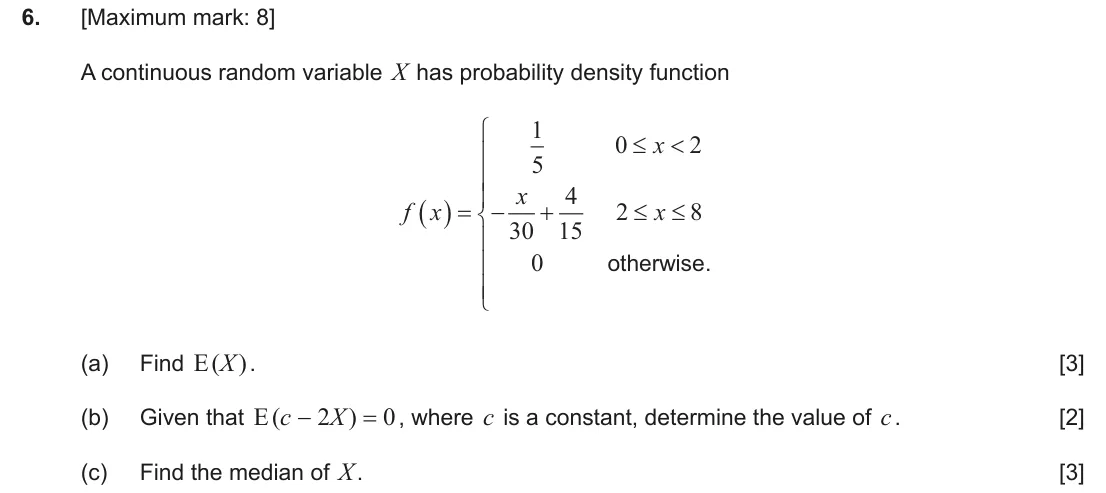 6. [Maximum mark: 8]
A continuous random variable X has probability density function
f(x) = { 1/5   0 ≤ x < 2
−x/30 + 4/15   2 ≤ x ≤ 8
0   otherwise.
(a) Find E(X). [3]
(b) Given that E(c − 2X) = 0, where c is a constant, determine the value of c. [2]
(c) Find the median of X. [3]